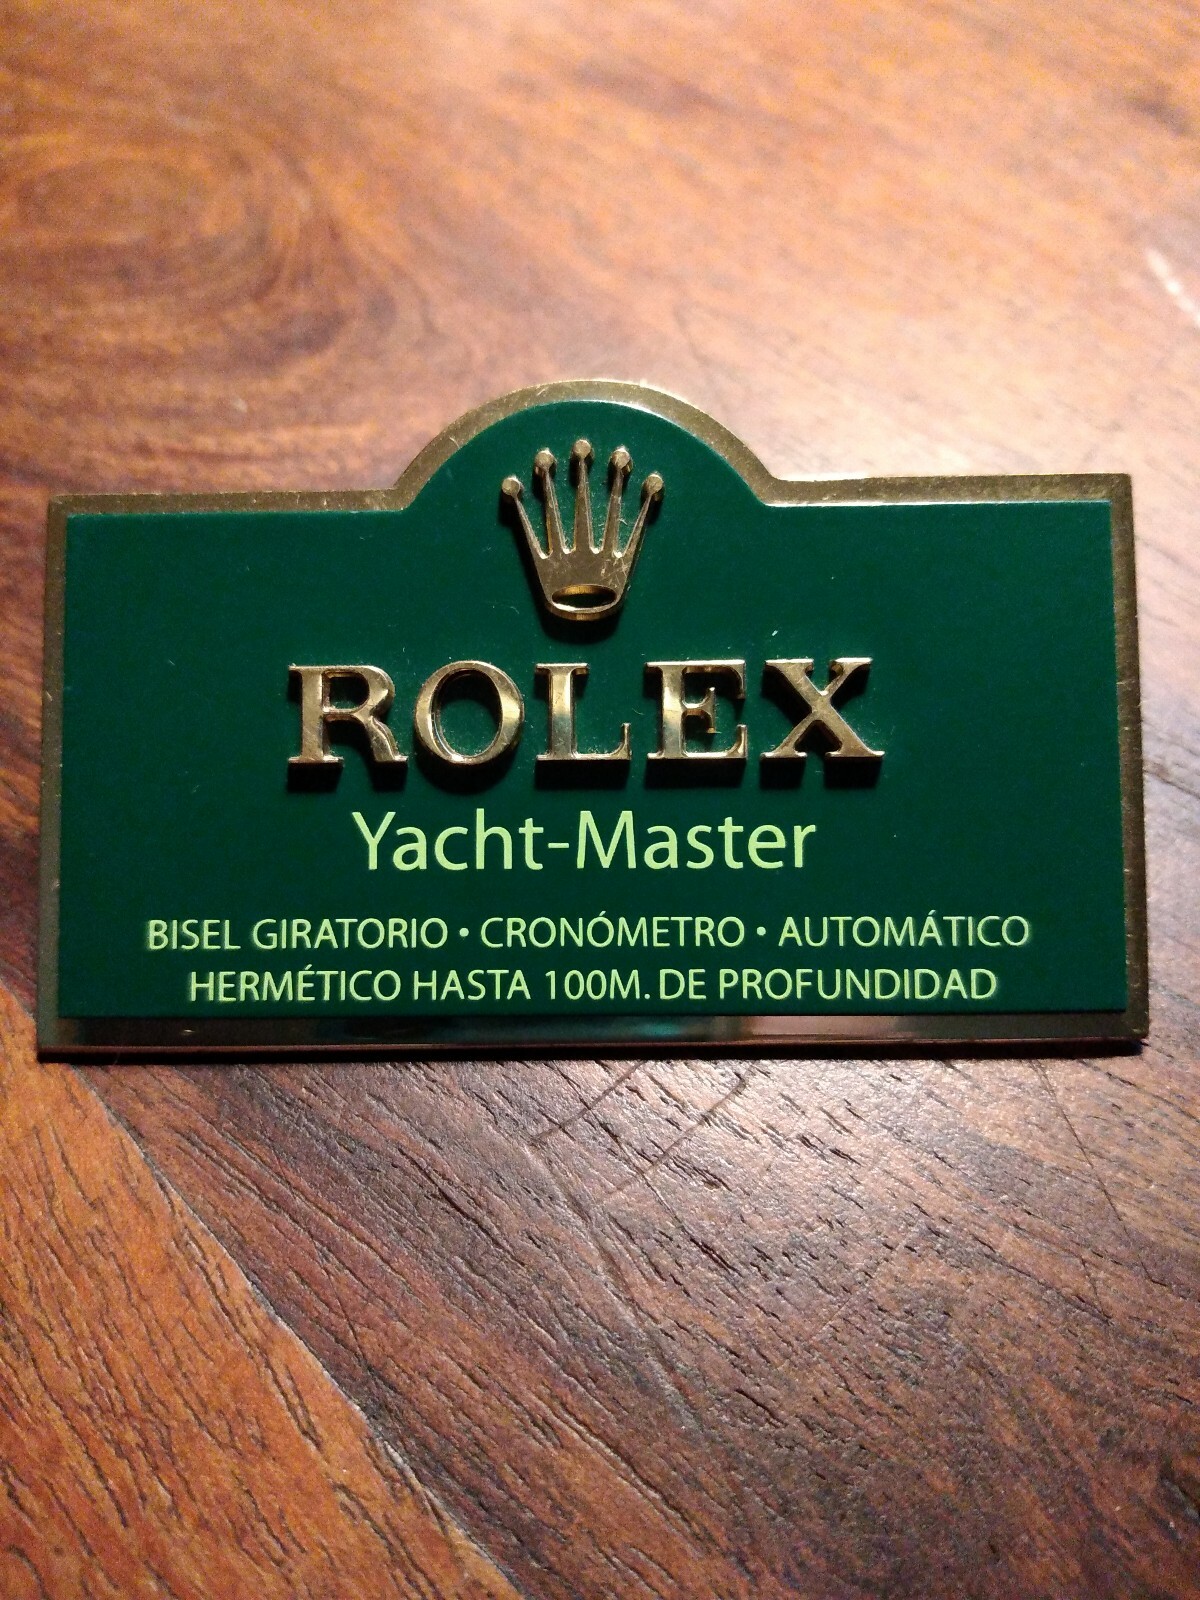 ROLEX
Yacht-Master
BISEL GIRATORIO • CRONÓMETRO • AUTOMÁTICO
HERMÉTICO HASTA 100M. DE PROFUNDIDAD